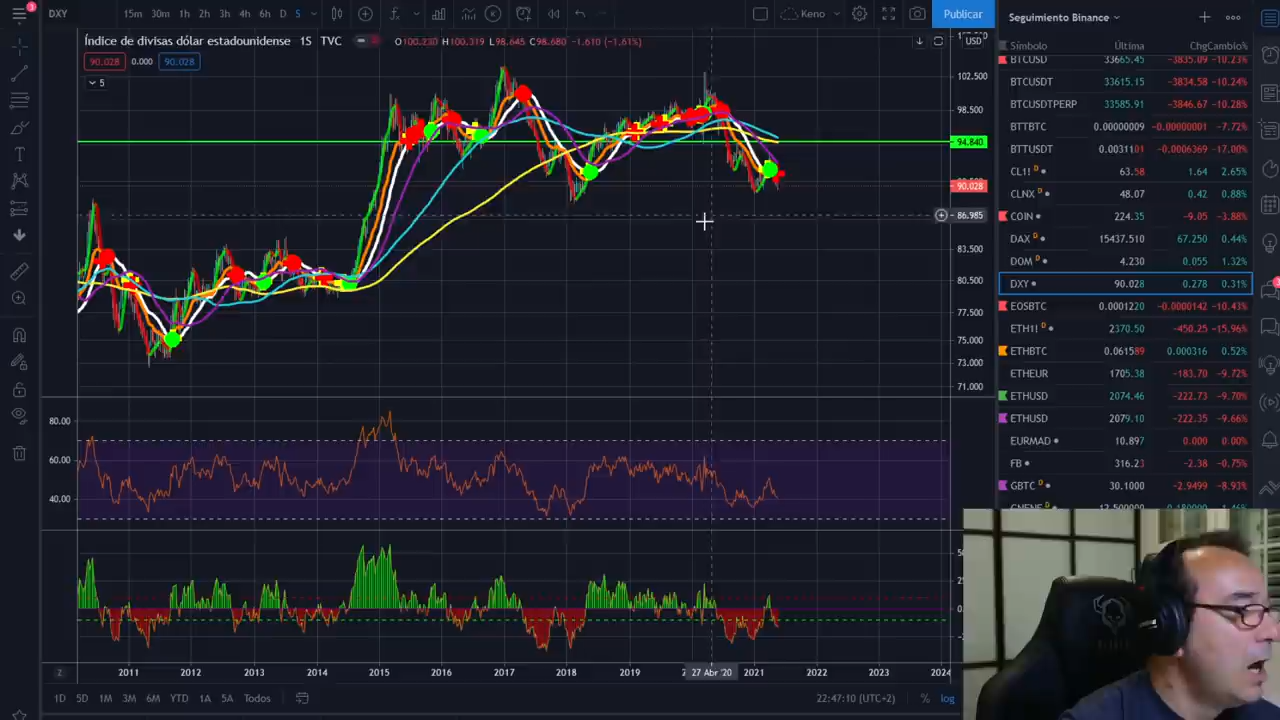 3
DXY
15m 30m 1h 2h 3h 4h 6h D S
Keno
Publicar
Índice de divisas dólar estadounidense 1S TVC
O100.230 H100.319 L98.645 C98.680 −1.610 (−1.61%)
USD
90.028 0.000 90.028
5
102.500
98.500
94.840
90.028
86.985
83.500
80.500
77.500
75.000
73.000
71.000
80.00
60.00
40.00
2011 2012 2013 2014 2015 2016 2017 2018 2019 27 Abr '20 2021 2022 2023 2024
1D 5D 1M 3M 6M YTD 1A 5A Todos
22:47:10 (UTC+2)
% log
Seguimiento Binance
Símbolo Última Chg Cambio%
BTCUSD 33665.45 −3835.09 −10.23%
BTCUSDT 33615.15 −3834.58 −10.24%
BTCUSDTPERP 33585.91 −3846.67 −10.28%
BTTBTC 0.00000009 −0.00000001 −7.72%
BTTUSDT 0.0031101 −0.0006369 −17.00%
CL1! D 63.58 1.64 2.65%
CLNX D 48.07 0.42 0.88%
COIN 224.35 −9.05 −3.88%
DAX D 15437.510 67.250 0.44%
DOM D 4.230 0.055 1.32%
DXY 90.028 0.278 0.31%
EOSBTC 0.0001220 −0.0000142 −10.43%
ETH1! D 2370.50 −450.25 −15.96%
ETHBTC 0.061589 0.000316 0.52%
ETHEUR 1705.38 −183.70 −9.72%
ETHUSD 2074.46 −222.73 −9.70%
ETHUSD 2079.10 −222.35 −9.66%
EURMAD 10.897 0.000 0.00%
FB 316.23 −2.38 −0.75%
GBTC D 30.1000 −2.9499 −8.93%